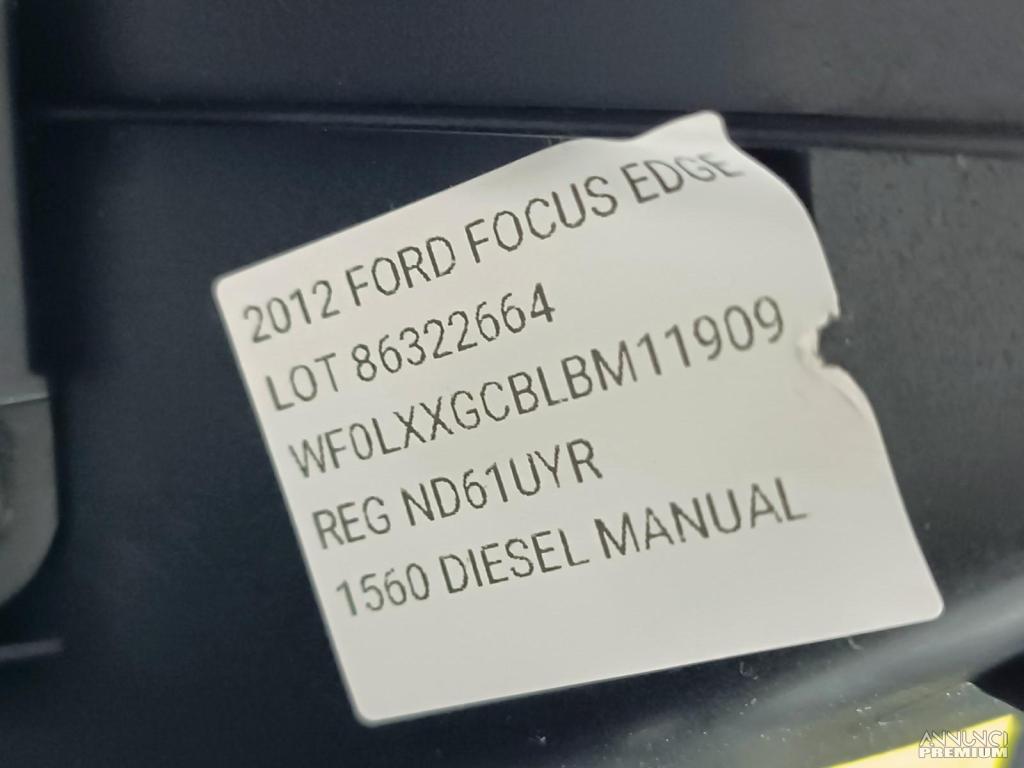 2012 FORD FOCUS EDGE
LOT 86322664
WF0LXXGCBLBM11909
REG ND61UYR
1560 DIESEL MANUAL
ANNUNCI
PREMIUM